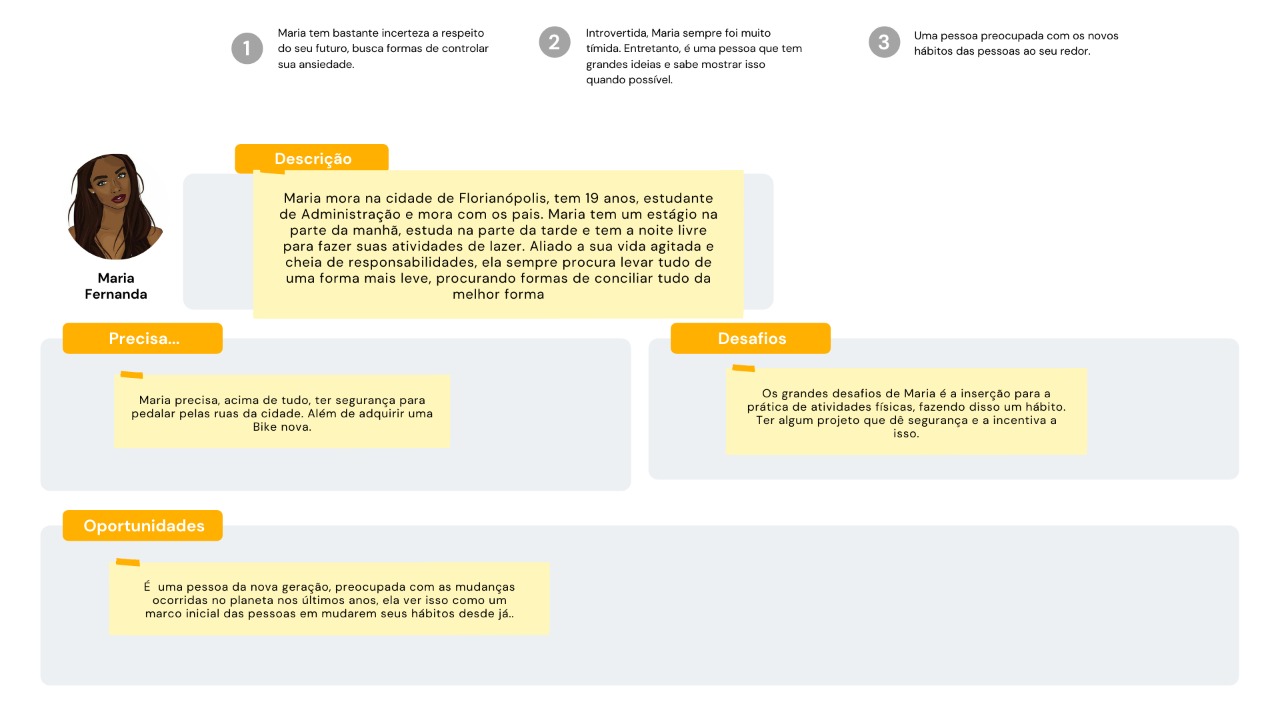 1
Maria tem bastante incerteza a respeito
do seu futuro, busca formas de controlar
sua ansiedade.
2
Introvertida, Maria sempre foi muito
tímida. Entretanto, é uma pessoa que tem
grandes ideias e sabe mostrar isso
quando possível.
3
Uma pessoa preocupada com os novos
hábitos das pessoas ao seu redor.
Maria
Fernanda
Descrição
Maria mora na cidade de Florianópolis, tem 19 anos, estudante
de Administração e mora com os pais. Maria tem um estágio na
parte da manhã, estuda na parte da tarde e tem a noite livre
para fazer suas atividades de lazer. Aliado a sua vida agitada e
cheia de responsabilidades, ela sempre procura levar tudo de
uma forma mais leve, procurando formas de conciliar tudo da
melhor forma
Precisa...
Maria precisa, acima de tudo, ter segurança para
pedalar pelas ruas da cidade. Além de adquirir uma
Bike nova.
Desafios
Os grandes desafios de Maria é a inserção para a
prática de atividades físicas, fazendo disso um hábito.
Ter algum projeto que dê segurança e a incentiva a
isso.
Oportunidades
É  uma pessoa da nova geração, preocupada com as mudanças
ocorridas no planeta nos últimos anos, ela ver isso como um
marco inicial das pessoas em mudarem seus hábitos desde já..